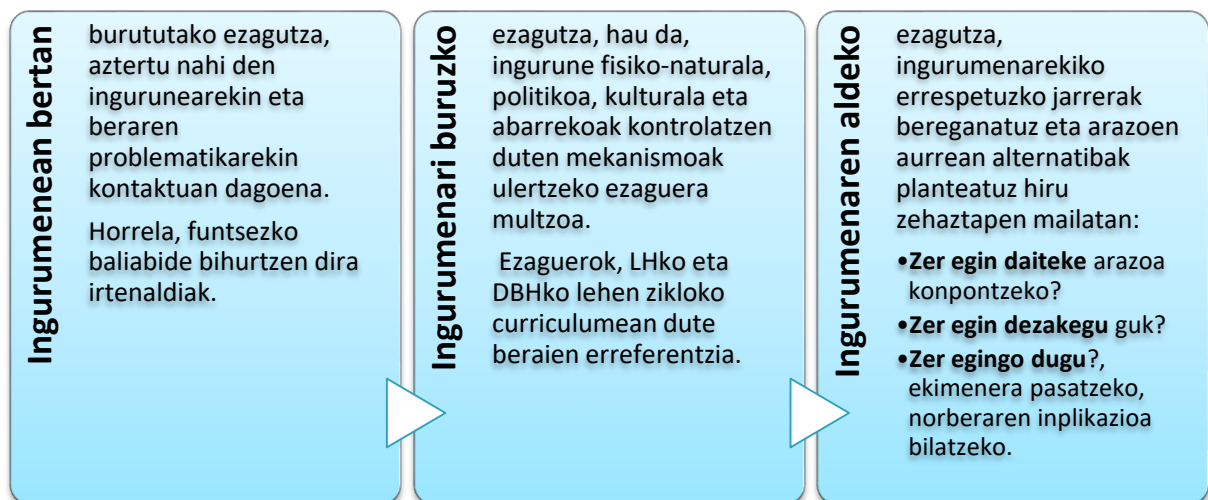 Ingurumenean bertan
burututako ezagutza,
aztertu nahi den
ingurunearekin eta
beraren
problematikarekin
kontaktuan dagoena.
Horrela, funtsezko
baliabide bihurtzen dira
irtenaldiak.
Ingurumenari buruzko
ezagutza, hau da,
ingurune fisiko-naturala,
politikoa, kulturala eta
abarrekoak kontrolatzen
duten mekanismoak
ulertzeko ezaguera
multzoa.
Ezaguerok, LHko eta
DBHko lehen zikloko
curriculumean dute
beraien erreferentzia.
Ingurumenaren aldeko
ezagutza,
ingurumenarekiko
errespetuzko jarrerak
bereganatuz eta arazoen
aurrean alternatibak
planteatuz hiru
zehaztapen mailatan:
•Zer egin daiteke arazoa
konpontzeko?
•Zer egin dezakegu guk?
•Zer egingo dugu?,
ekimenera pasatzeko,
norberaren inplikazioa
bilatzeko.